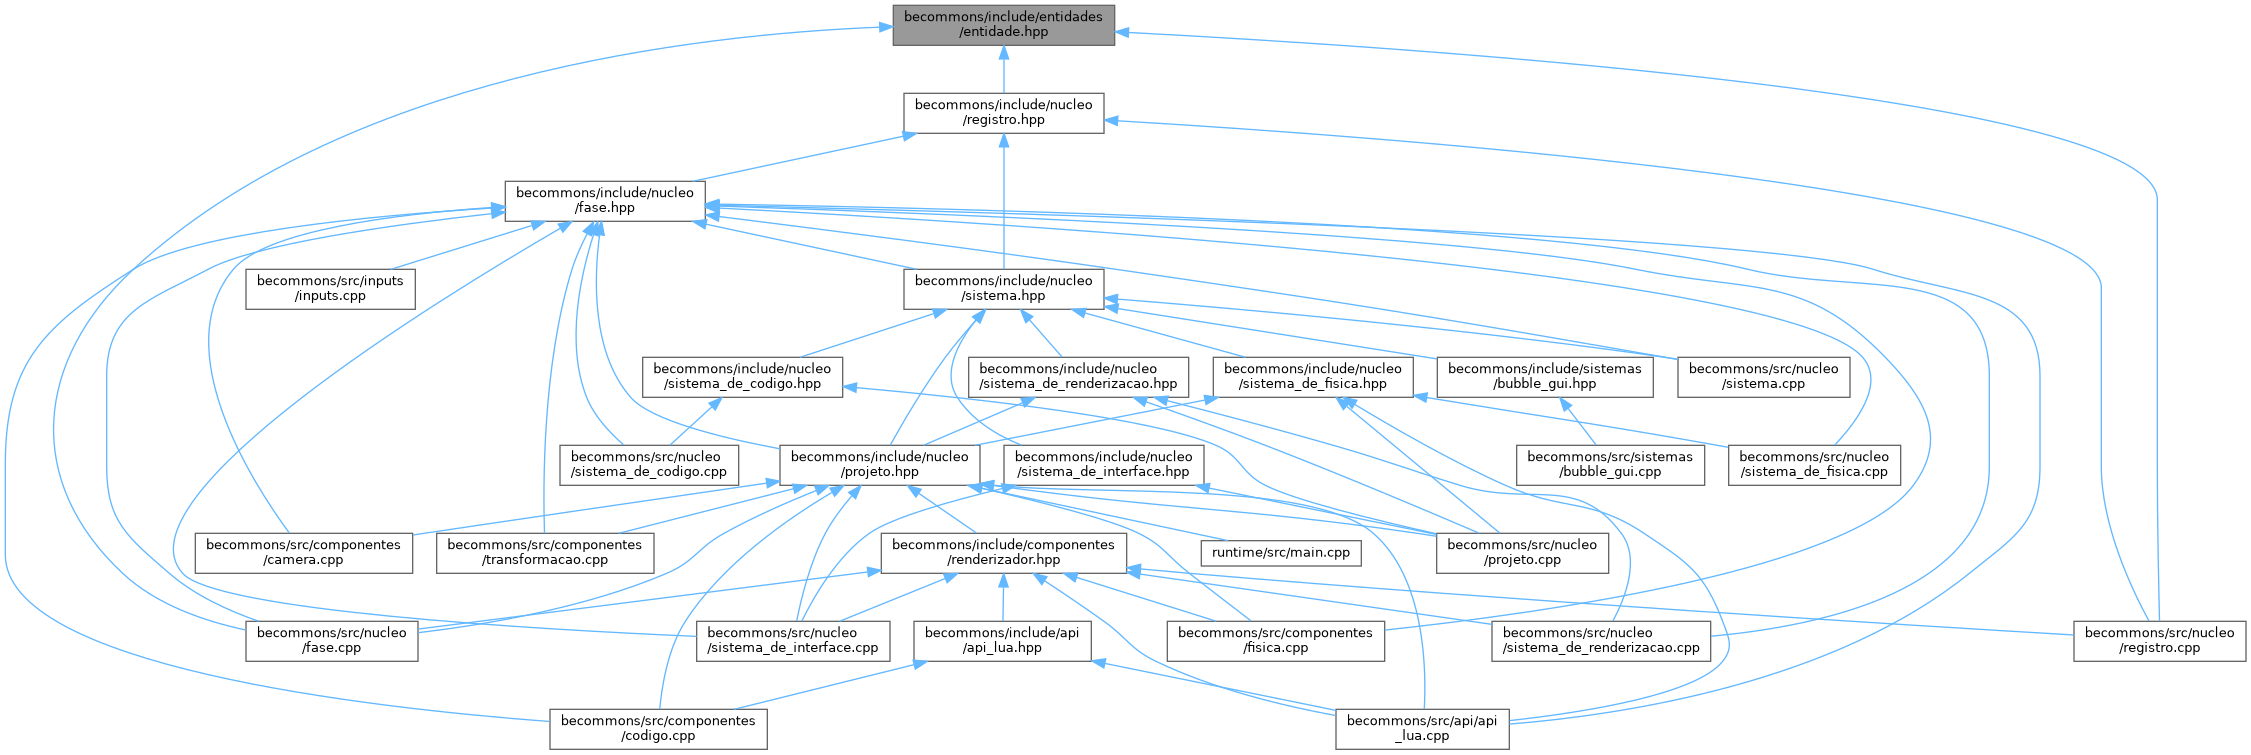 becommons/include/entidades
/entidade.hpp
becommons/include/nucleo
/registro.hpp
becommons/include/nucleo
/fase.hpp
becommons/src/inputs
/inputs.cpp
becommons/include/nucleo
/sistema.hpp
becommons/include/nucleo
/sistema_de_codigo.hpp
becommons/include/nucleo
/sistema_de_renderizacao.hpp
becommons/include/nucleo
/sistema_de_fisica.hpp
becommons/include/sistemas
/bubble_gui.hpp
becommons/src/nucleo
/sistema.cpp
becommons/src/nucleo
/sistema_de_codigo.cpp
becommons/include/nucleo
/projeto.hpp
becommons/include/nucleo
/sistema_de_interface.hpp
becommons/src/sistemas
/bubble_gui.cpp
becommons/src/nucleo
/sistema_de_fisica.cpp
becommons/src/componentes
/camera.cpp
becommons/src/componentes
/transformacao.cpp
becommons/include/componentes
/renderizador.hpp
runtime/src/main.cpp
becommons/src/nucleo
/projeto.cpp
becommons/src/nucleo
/fase.cpp
becommons/src/nucleo
/sistema_de_interface.cpp
becommons/include/api
/api_lua.hpp
becommons/src/componentes
/fisica.cpp
becommons/src/nucleo
/sistema_de_renderizacao.cpp
becommons/src/nucleo
/registro.cpp
becommons/src/componentes
/codigo.cpp
becommons/src/api/api
_lua.cpp